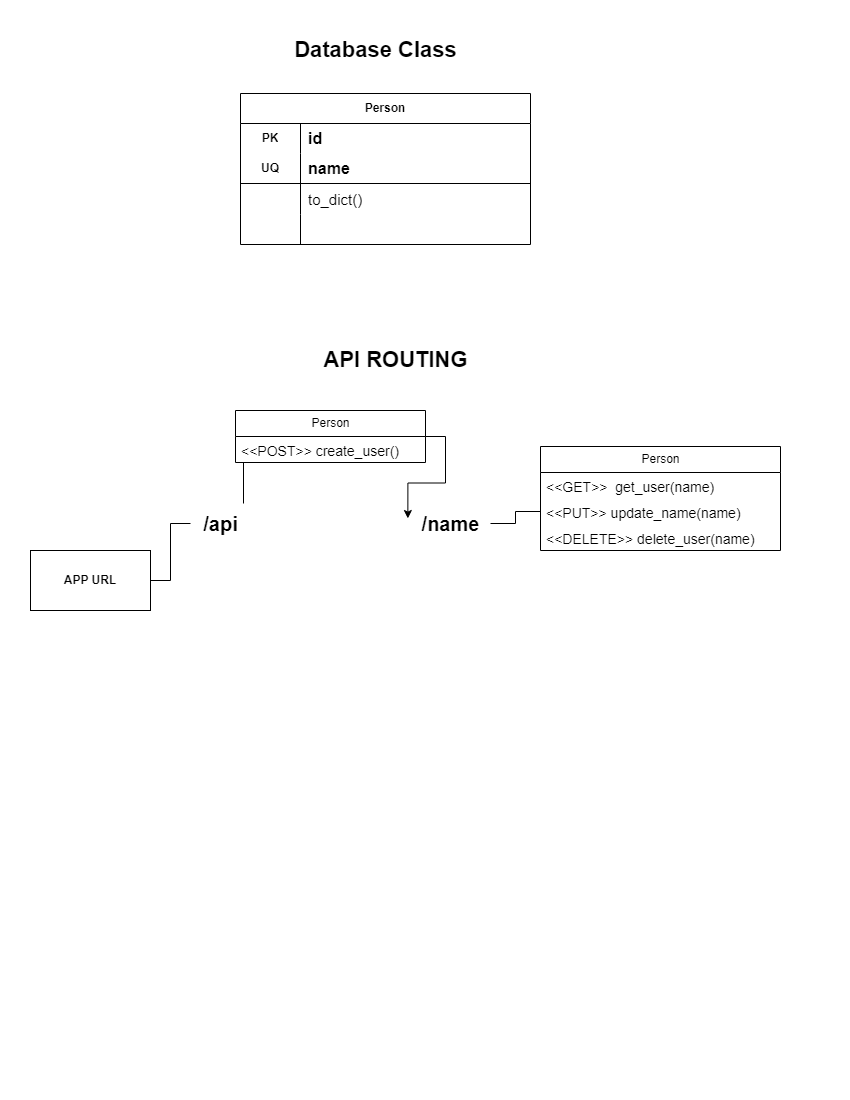 Database Class
Person
PK id
UQ name
to_dict()
API ROUTING
Person
<<POST>> create_user()
Person
<<GET>>  get_user(name)
<<PUT>> update_name(name)
<<DELETE>> delete_user(name)
/api
/name
APP URL